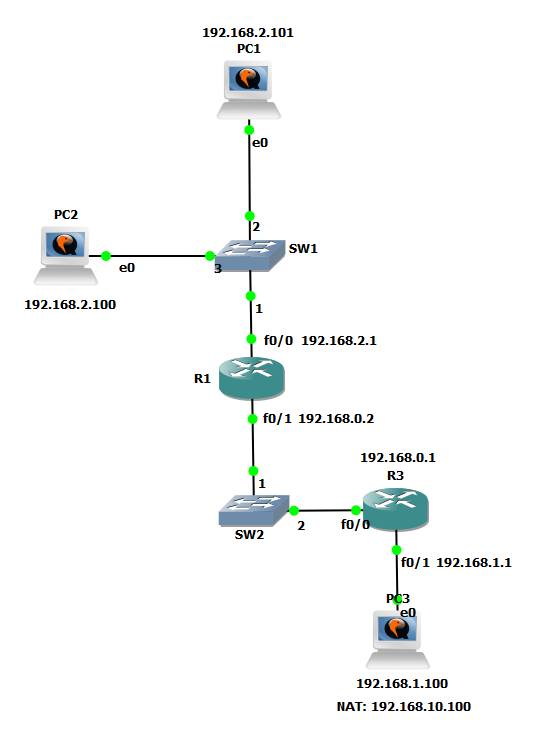 192.168.2.101
PC1
e0
PC2
2
SW1
e0
3
192.168.2.100
1
f0/0 192.168.2.1
R1
f0/1 192.168.0.2
192.168.0.1
R3
1
SW2
2
f0/0
f0/1 192.168.1.1
PC3
e0
192.168.1.100
NAT: 192.168.10.100